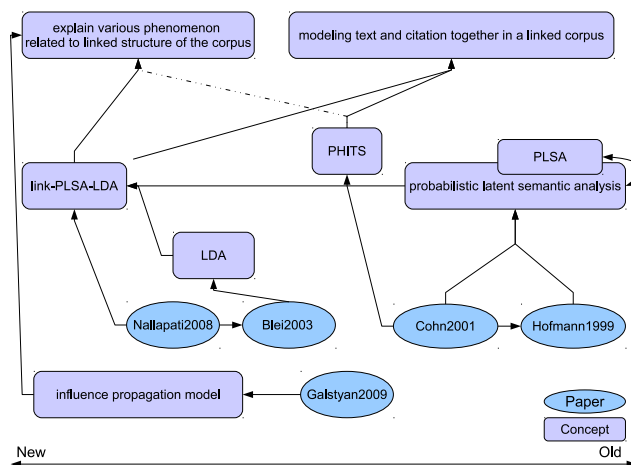 explain various phenomenon
related to linked structure of the corpus
modeling text and citation together in a linked corpus
PHITS
PLSA
link-PLSA-LDA
probabilistic latent semantic analysis
LDA
Nallapati2008
Blei2003
Cohn2001
Hofmann1999
influence propagation model
Galstyan2009
Paper
Concept
New
Old